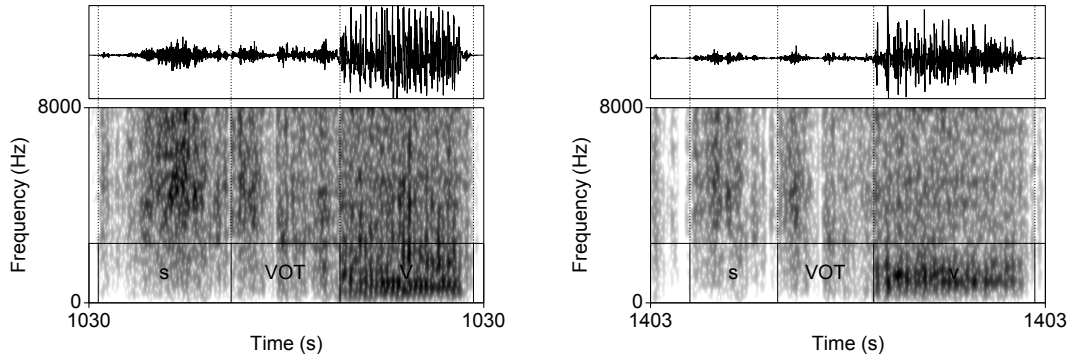 8000
Frequency (Hz)
s
VOT
V
0
1030
1030
Time (s)
8000
Frequency (Hz)
s
VOT
V
0
1403
1403
Time (s)